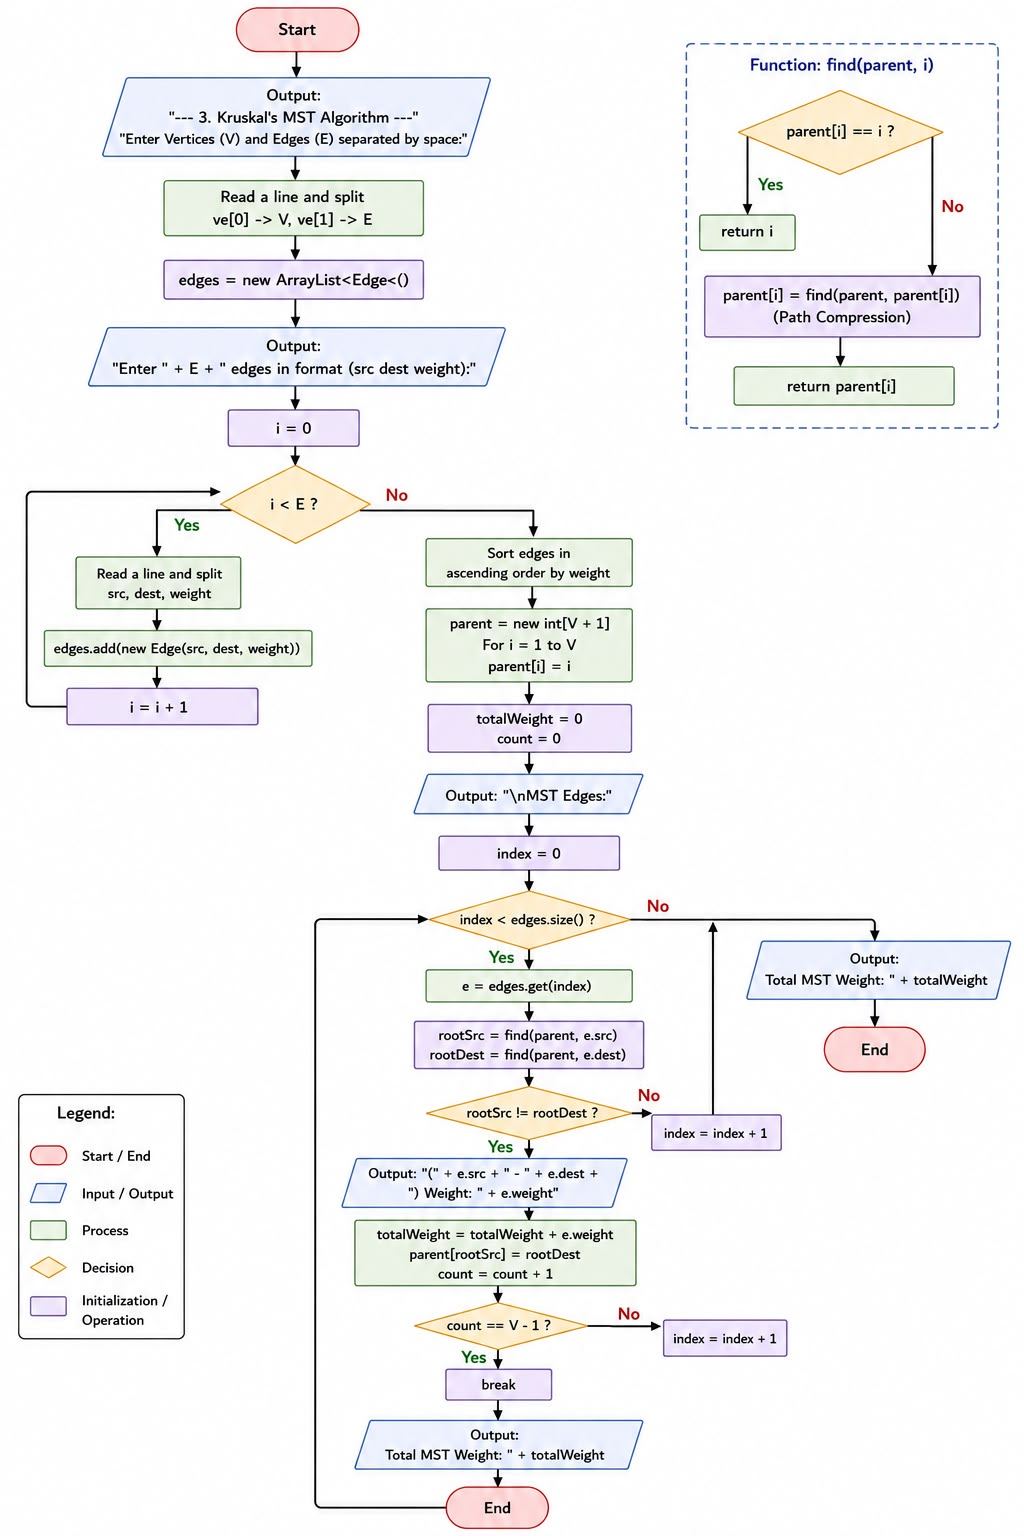 Start
Output:
"--- 3. Kruskal's MST Algorithm ---"
"Enter Vertices (V) and Edges (E) separated by space:"
Read a line and split
ve[0] -> V, ve[1] -> E
edges = new ArrayList<Edge<()
Output:
"Enter " + E + " edges in format (src dest weight):"
i = 0
i < E ?
Yes
No
Read a line and split
src, dest, weight
edges.add(new Edge(src, dest, weight))
i = i + 1
Sort edges in
ascending order by weight
parent = new int[V + 1]
For i = 1 to V
parent[i] = i
totalWeight = 0
count = 0
Output: "\nMST Edges:"
index = 0
index < edges.size() ?
No
Yes
Output:
Total MST Weight: " + totalWeight
End
e = edges.get(index)
rootSrc = find(parent, e.src)
rootDest = find(parent, e.dest)
rootSrc != rootDest ?
No
index = index + 1
Yes
Output: "(" + e.src + " - " + e.dest +
") Weight: " + e.weight"
totalWeight = totalWeight + e.weight
parent[rootSrc] = rootDest
count = count + 1
count == V - 1 ?
No
index = index + 1
Yes
break
Output:
Total MST Weight: " + totalWeight
End
Function: find(parent, i)
parent[i] == i ?
Yes
No
return i
parent[i] = find(parent, parent[i])
(Path Compression)
return parent[i]
Legend:
Start / End
Input / Output
Process
Decision
Initialization /
Operation